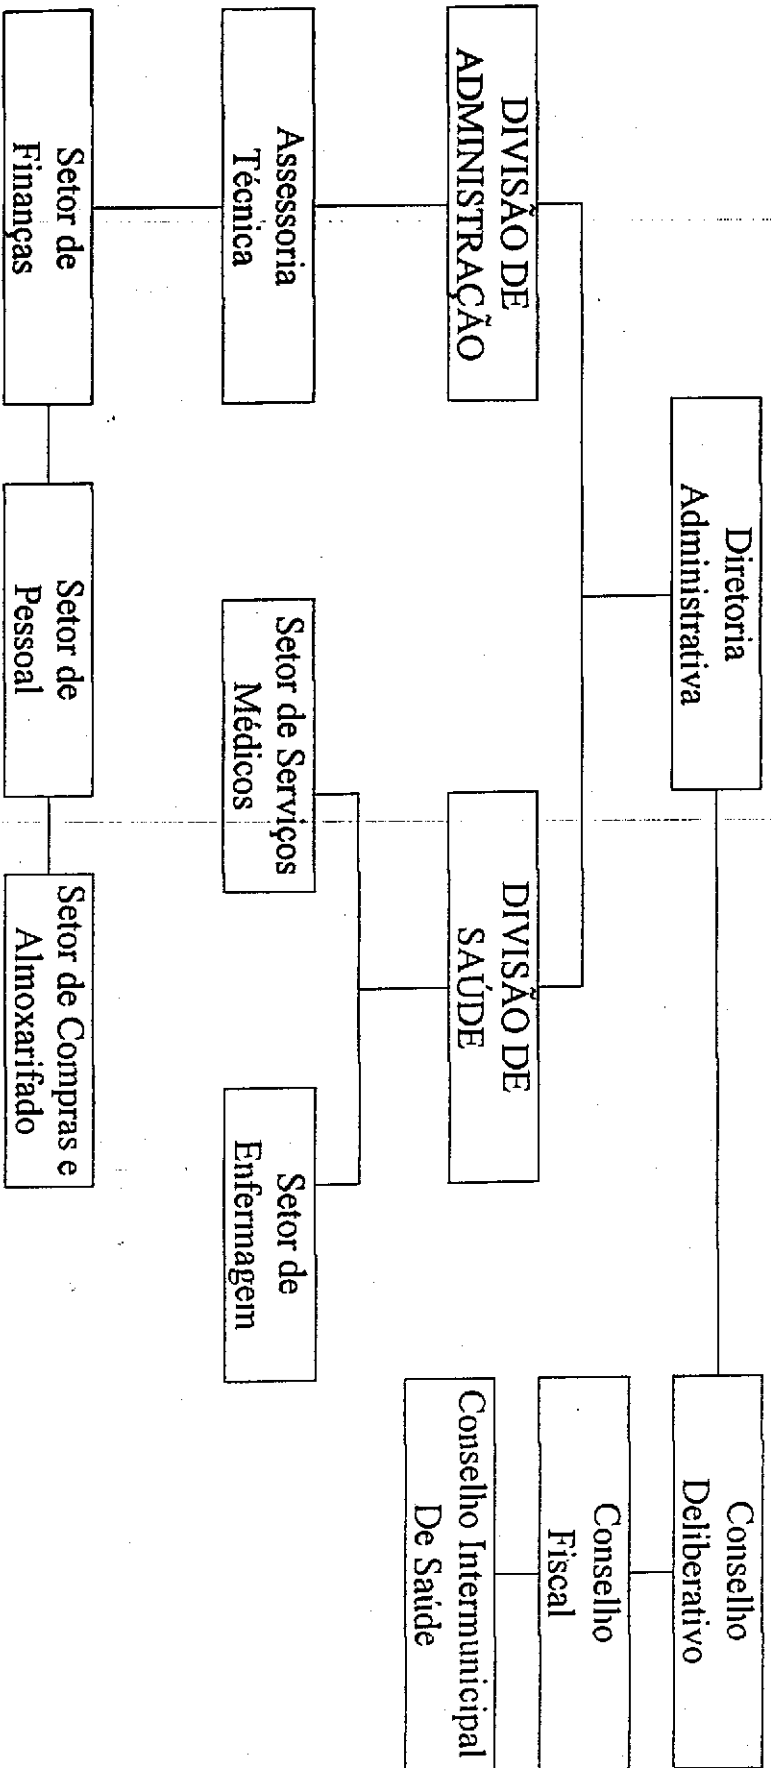 Diretoria
Administrativa
Conselho
Deliberativo
Conselho
Fiscal
Conselho Intermunicipal
De Saúde
DIVISÃO DE
ADMINISTRAÇÃO
DIVISÃO DE
SAÚDE
Assessoria
Técnica
Setor de Serviços
Médicos
Setor de
Enfermagem
Setor de
Finanças
Setor de
Pessoal
Setor de Compras e
Almoxarifado